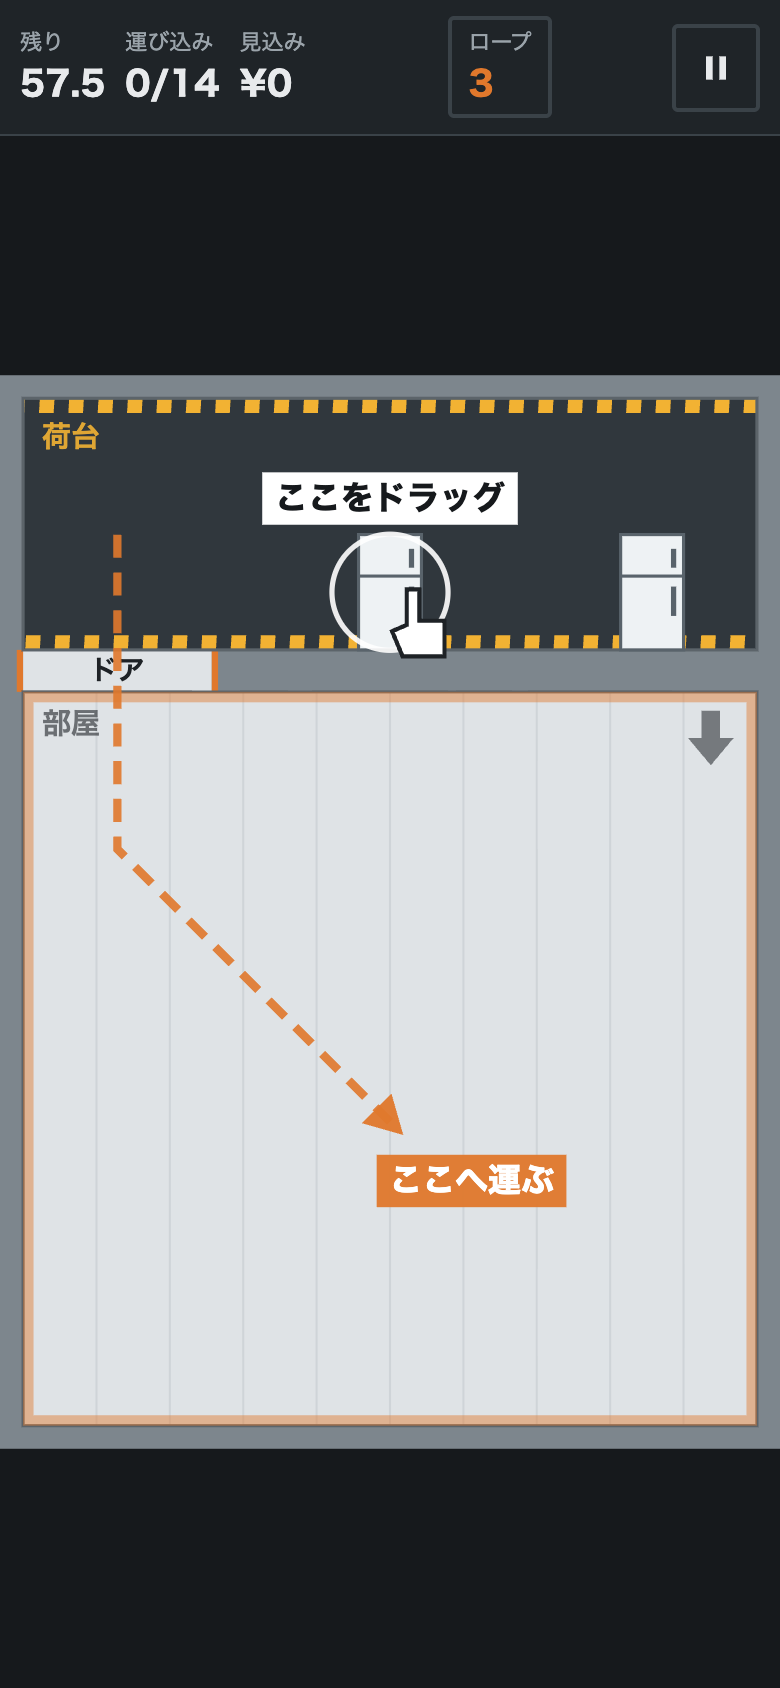 残り 運び込み 見込み ロープ
57.5 0/14 ¥0 3
荷台
ここをドラッグ
ドア
部屋
ここへ運ぶ